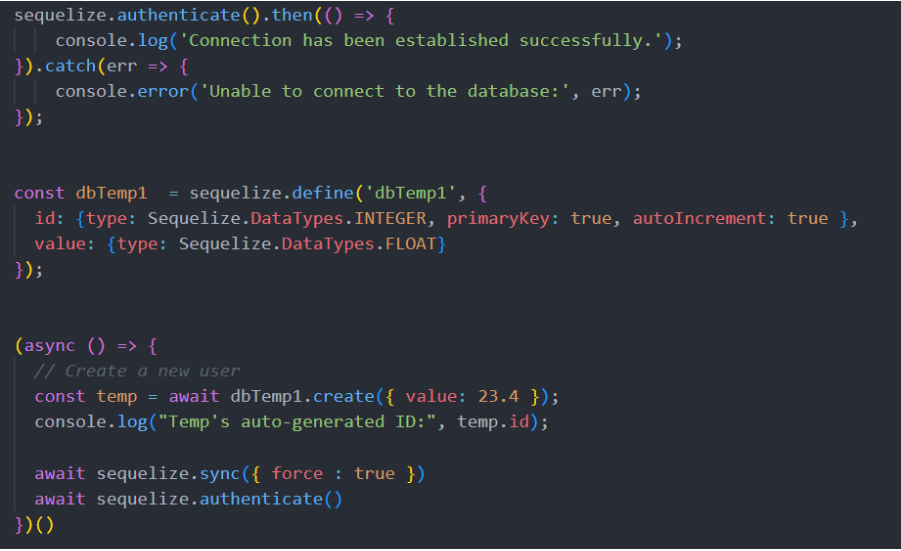 sequelize.authenticate().then(() => {
    console.log('Connection has been established successfully.');
}).catch(err => {
    console.error('Unable to connect to the database:', err);
});
const dbTemp1  = sequelize.define('dbTemp1', {
  id: {type: Sequelize.DataTypes.INTEGER, primaryKey: true, autoIncrement: true },
  value: {type: Sequelize.DataTypes.FLOAT}
});
(async () => {
  // Create a new user
  const temp = await dbTemp1.create({ value: 23.4 });
  console.log("Temp's auto-generated ID:", temp.id);
  await sequelize.sync({ force : true })
  await sequelize.authenticate()
})()